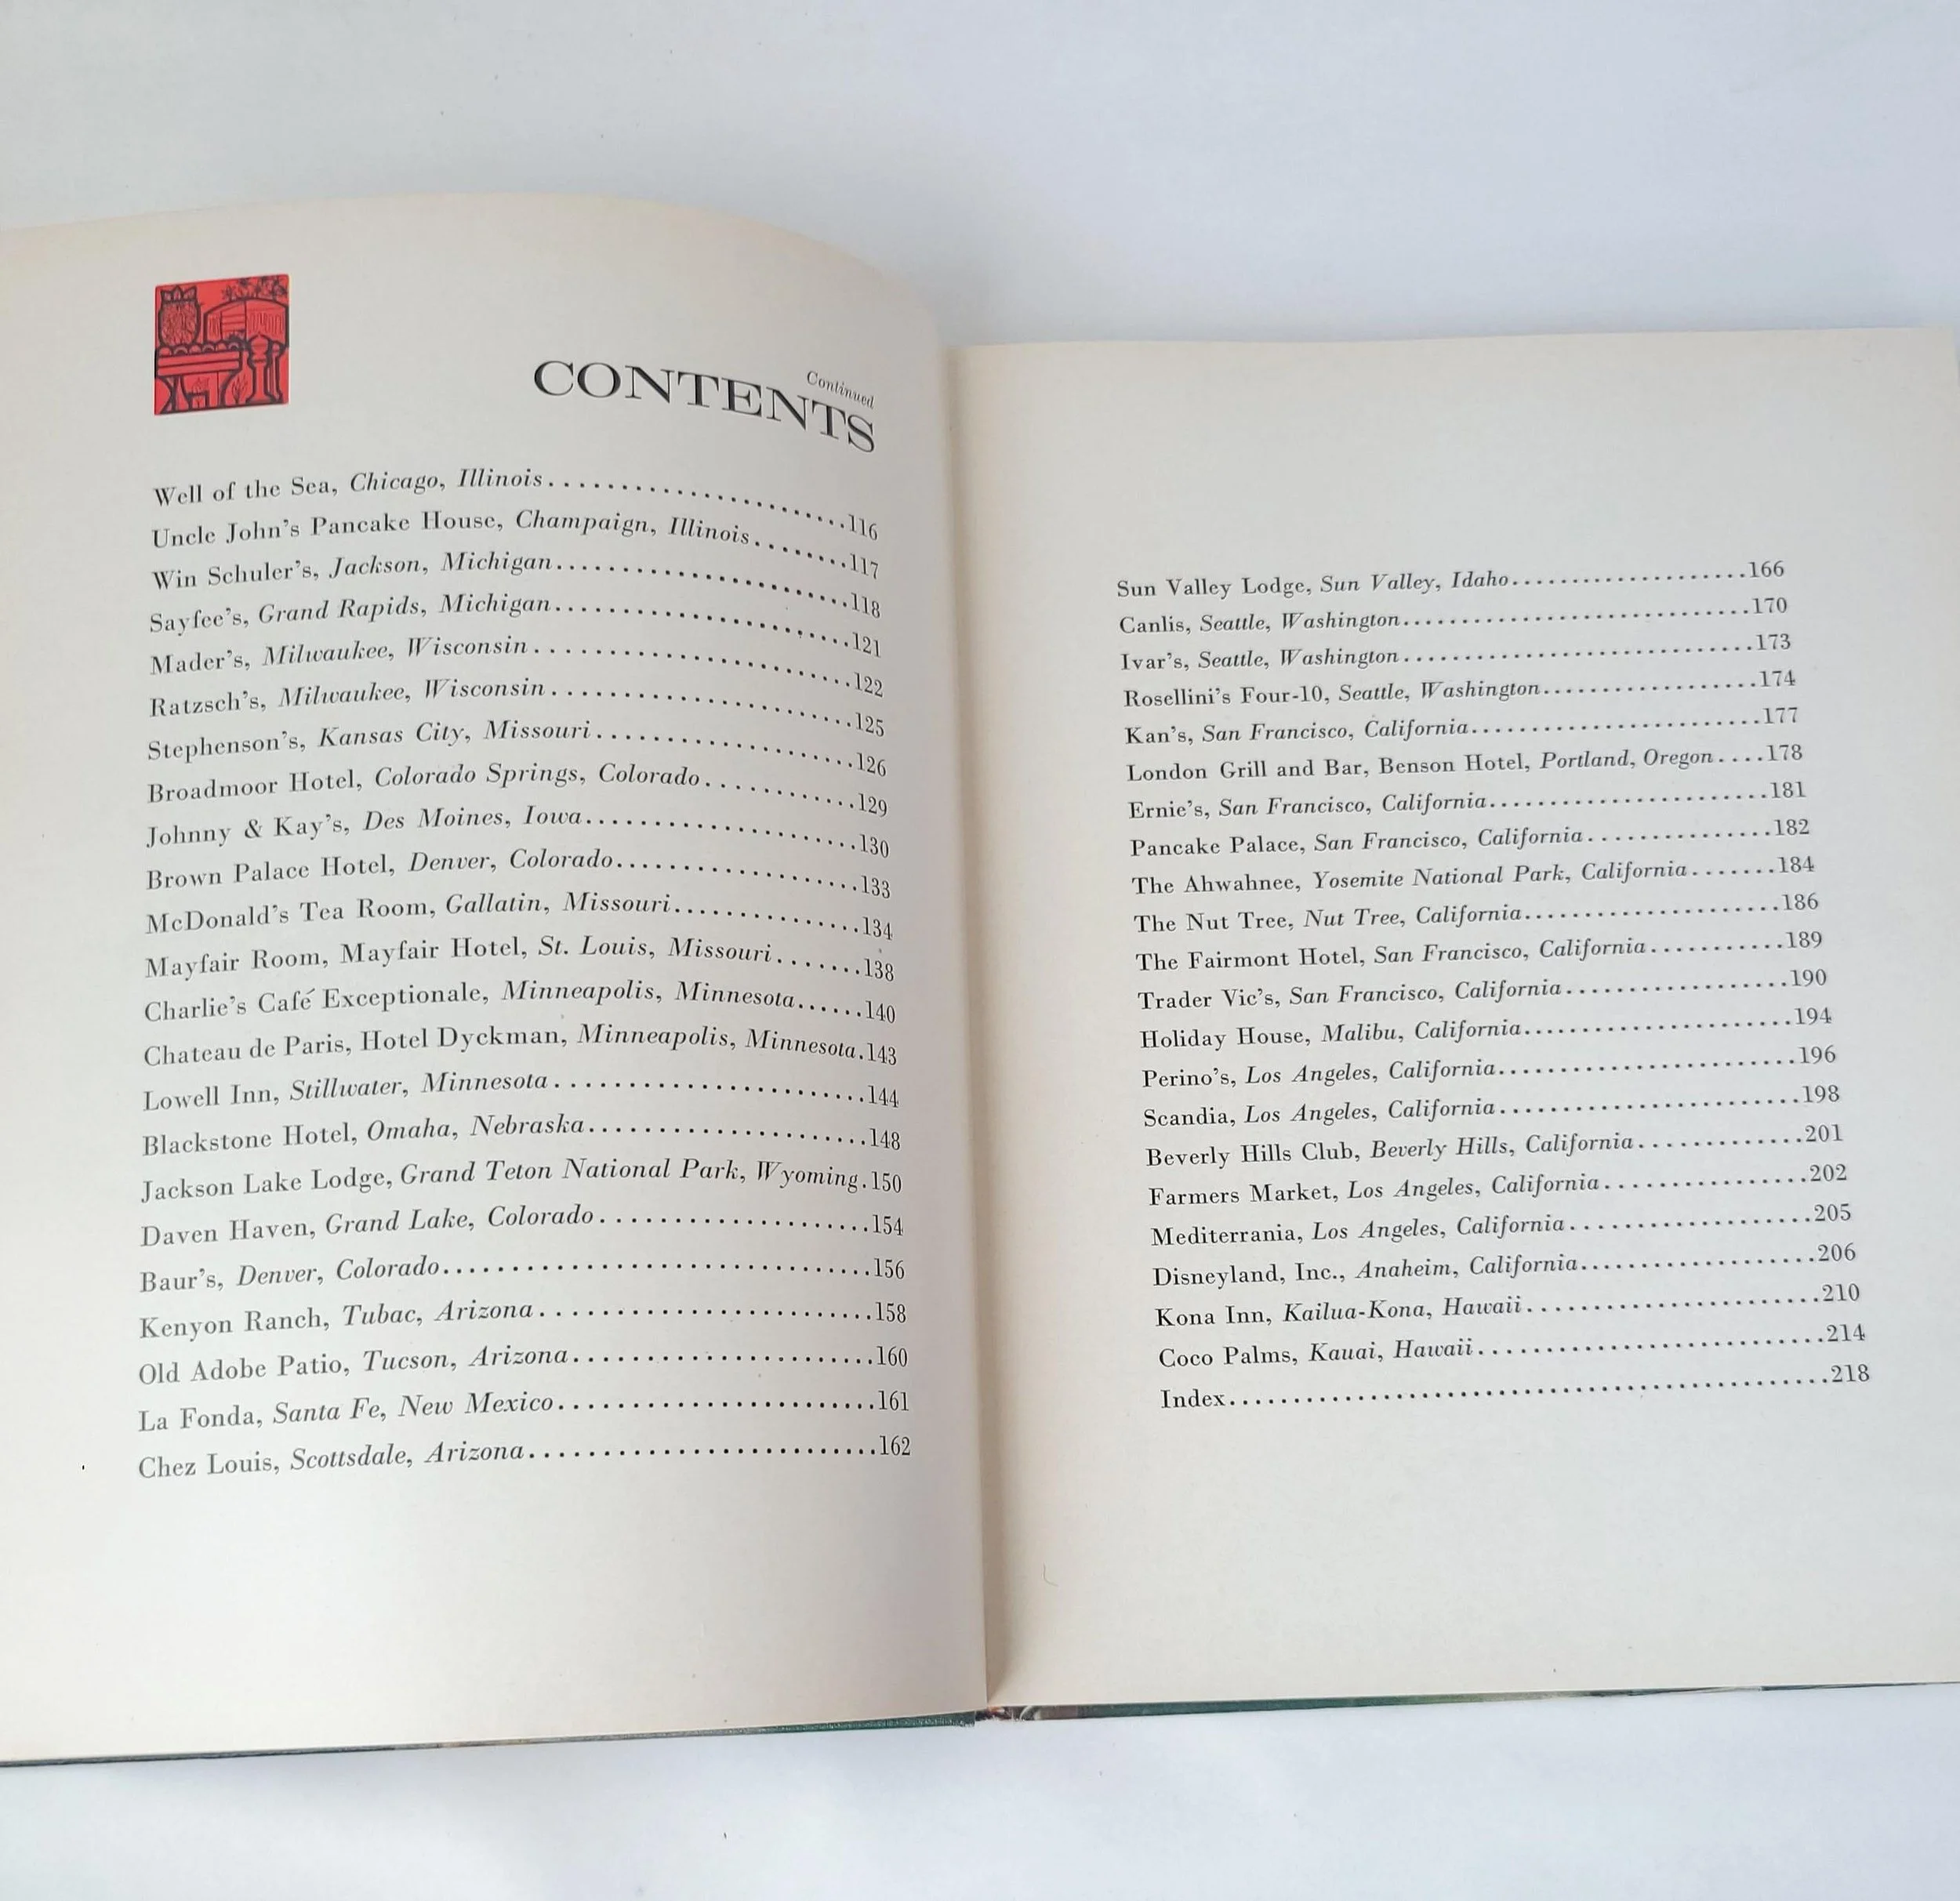 Continued
CONTENTS
Well of the Sea, Chicago, Illinois........................116
Uncle John's Pancake House, Champaign, Illinois........117
Win Schuler's, Jackson, Michigan........................118
Sayfee's, Grand Rapids, Michigan........................121
Mader's, Milwaukee, Wisconsin........................122
Ratzsch's, Milwaukee, Wisconsin........................125
Stephenson's, Kansas City, Missouri....................126
Broadmoor Hotel, Colorado Springs, Colorado............129
Johnny & Kay's, Des Moines, Iowa......................130
Brown Palace Hotel, Denver, Colorado..................133
McDonald's Tea Room, Gallatin, Missouri...............134
Mayfair Room, Mayfair Hotel, St. Louis, Missouri.......138
Charlie's Café Exceptionale, Minneapolis, Minnesota......140
Chateau de Paris, Hotel Dyckman, Minneapolis, Minnesota.143
Lowell Inn, Stillwater, Minnesota......................144
Blackstone Hotel, Omaha, Nebraska....................148
Jackson Lake Lodge, Grand Teton National Park, Wyoming.150
Daven Haven, Grand Lake, Colorado...................154
Baur's, Denver, Colorado..............................156
Kenyon Ranch, Tubac, Arizona........................158
Old Adobe Patio, Tucson, Arizona......................160
La Fonda, Santa Fe, New Mexico.......................161
Chez Louis, Scottsdale, Arizona.........................162
Sun Valley Lodge, Sun Valley, Idaho....................166
Canlis, Seattle, Washington.............................170
Ivar's, Seattle, Washington..............................173
Rosellini's Four-10, Seattle, Washington..................174
Kan's, San Francisco, California........................177
London Grill and Bar, Benson Hotel, Portland, Oregon....178
Ernie's, San Francisco, California.......................181
Pancake Palace, San Francisco, California...............182
The Ahwahnee, Yosemite National Park, California.......184
The Nut Tree, Nut Tree, California.....................186
The Fairmont Hotel, San Francisco, California...........189
Trader Vic's, San Francisco, California..................190
Holiday House, Malibu, California......................194
Perino's, Los Angeles, California........................196
Scandia, Los Angeles, California.........................198
Beverly Hills Club, Beverly Hills, California.............201
Farmers Market, Los Angeles, California................202
Mediterrania, Los Angeles, California....................205
Disneyland, Inc., Anaheim, California...................206
Kona Inn, Kailua-Kona, Hawaii........................210
Coco Palms, Kauai, Hawaii............................214
Index................................................218